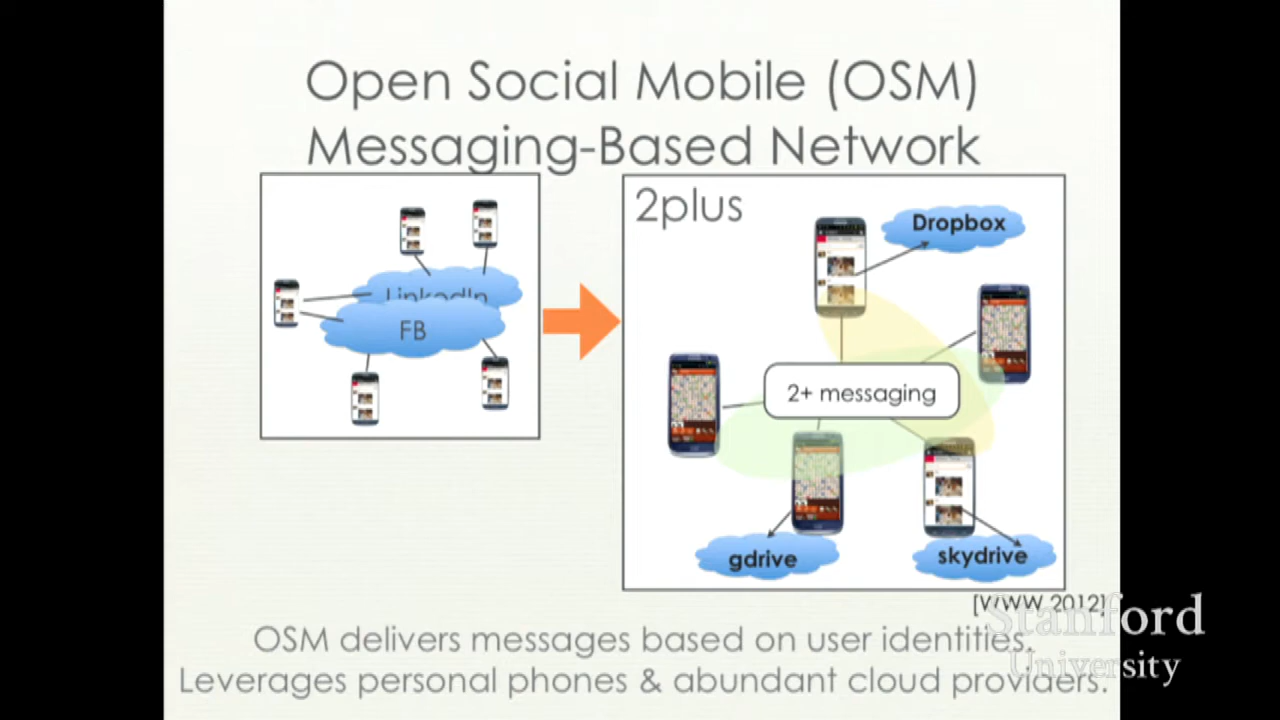 Open Social Mobile (OSM)
Messaging-Based Network
LinkedIn
FB
2plus
Dropbox
2+ messaging
gdrive
skydrive
[WWW 2012]
OSM delivers messages based on user identities.
Leverages personal phones & abundant cloud providers.
Stanford
University